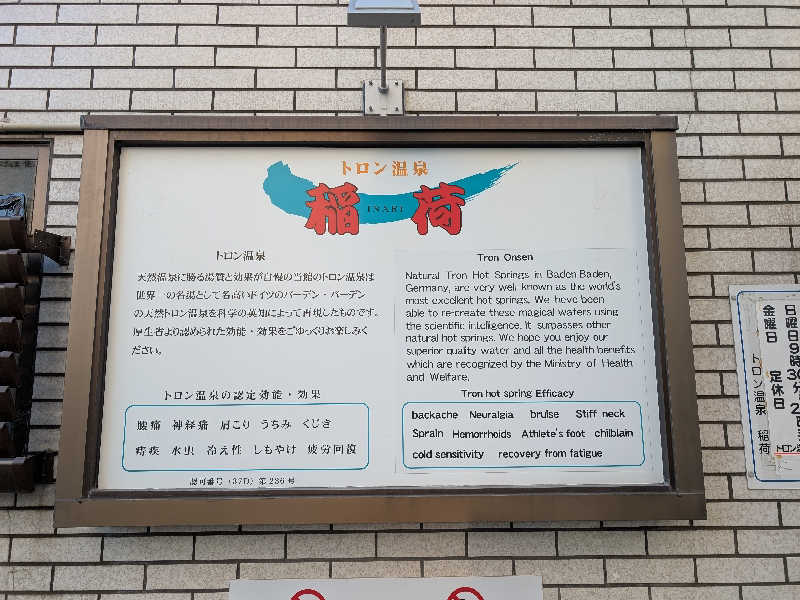 トロン温泉
稲荷
INARI
トロン温泉
天然温泉に勝る湯質と効果が自慢の当館のトロン温泉は
世界一の名湯として名高いドイツのバーデン・バーデン
の天然トロン温泉を科学の英知によって再現したものです。
厚生省より認められた効能・効果をごゆっくりお楽しみく
ださい。
トロン温泉の認定効能・効果
腰痛 神経痛 肩こり うちみ くじき
痔疾 水虫 冷え性 しもやけ 疲労回復
認可番号(37D)第236号
Tron Onsen
Natural Tron Hot Springs in Baden-Baden,
Germany, are very well known as the world's
most excellent hot springs. We heve been
able to re-create these magical waters using
the scientific inteligence. It surpasses other
natural hot springs. We hope you enjoy our
superior quality water and all the health benefits
which are recognized by the Ministry of Health
and Welfare.
Tron hot spring Efficacy
backache Neuralgia bruise Stiff neck
Sprain Hemorrhoids Athlete's foot chilblain
cold sensitivity recovery from fatigue
金曜日 定休日
トロン温泉 稲荷